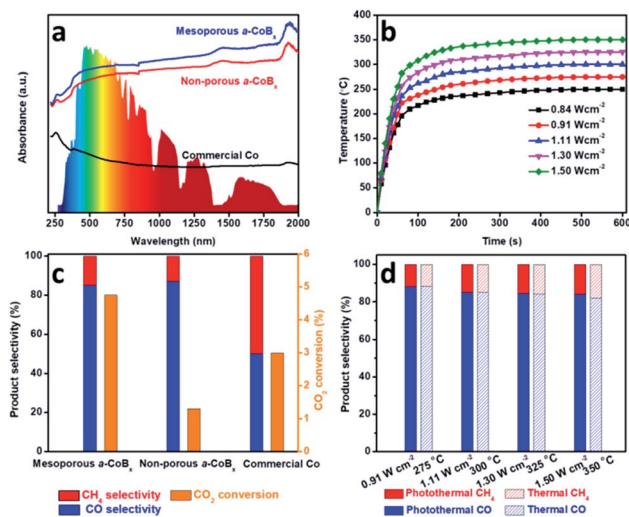 a
Mesoporous a-CoBₓ
Non-porous a-CoBₓ
Commercial Co
Absorbance (a.u.)
250 500 750 1000 1250 1500 1750 2000
Wavelength (nm)
b
400
350
300
250
200
150
100
50
0
Temperature (°C)
0.84 Wcm⁻²
0.91 Wcm⁻²
1.11 Wcm⁻²
1.30 Wcm⁻²
1.50 Wcm⁻²
0 100 200 300 400 500 600
Time (s)
c
100
80
60
40
20
0
Product selectivity (%)
6
5
4
3
2
1
0
CO₂ conversion (%)
Mesoporous a-CoBₓ Non-porous a-CoBₓ Commercial Co
CH₄ selectivity
CO selectivity
CO₂ conversion
d
100
80
60
40
20
0
Product selectivity (%)
0.91 W cm⁻² 275 °C 1.11 W cm⁻² 300 °C 1.30 W cm⁻² 325 °C 1.50 W cm⁻² 350 °C
Photothermal CH₄ Thermal CH₄
Photothermal CO Thermal CO